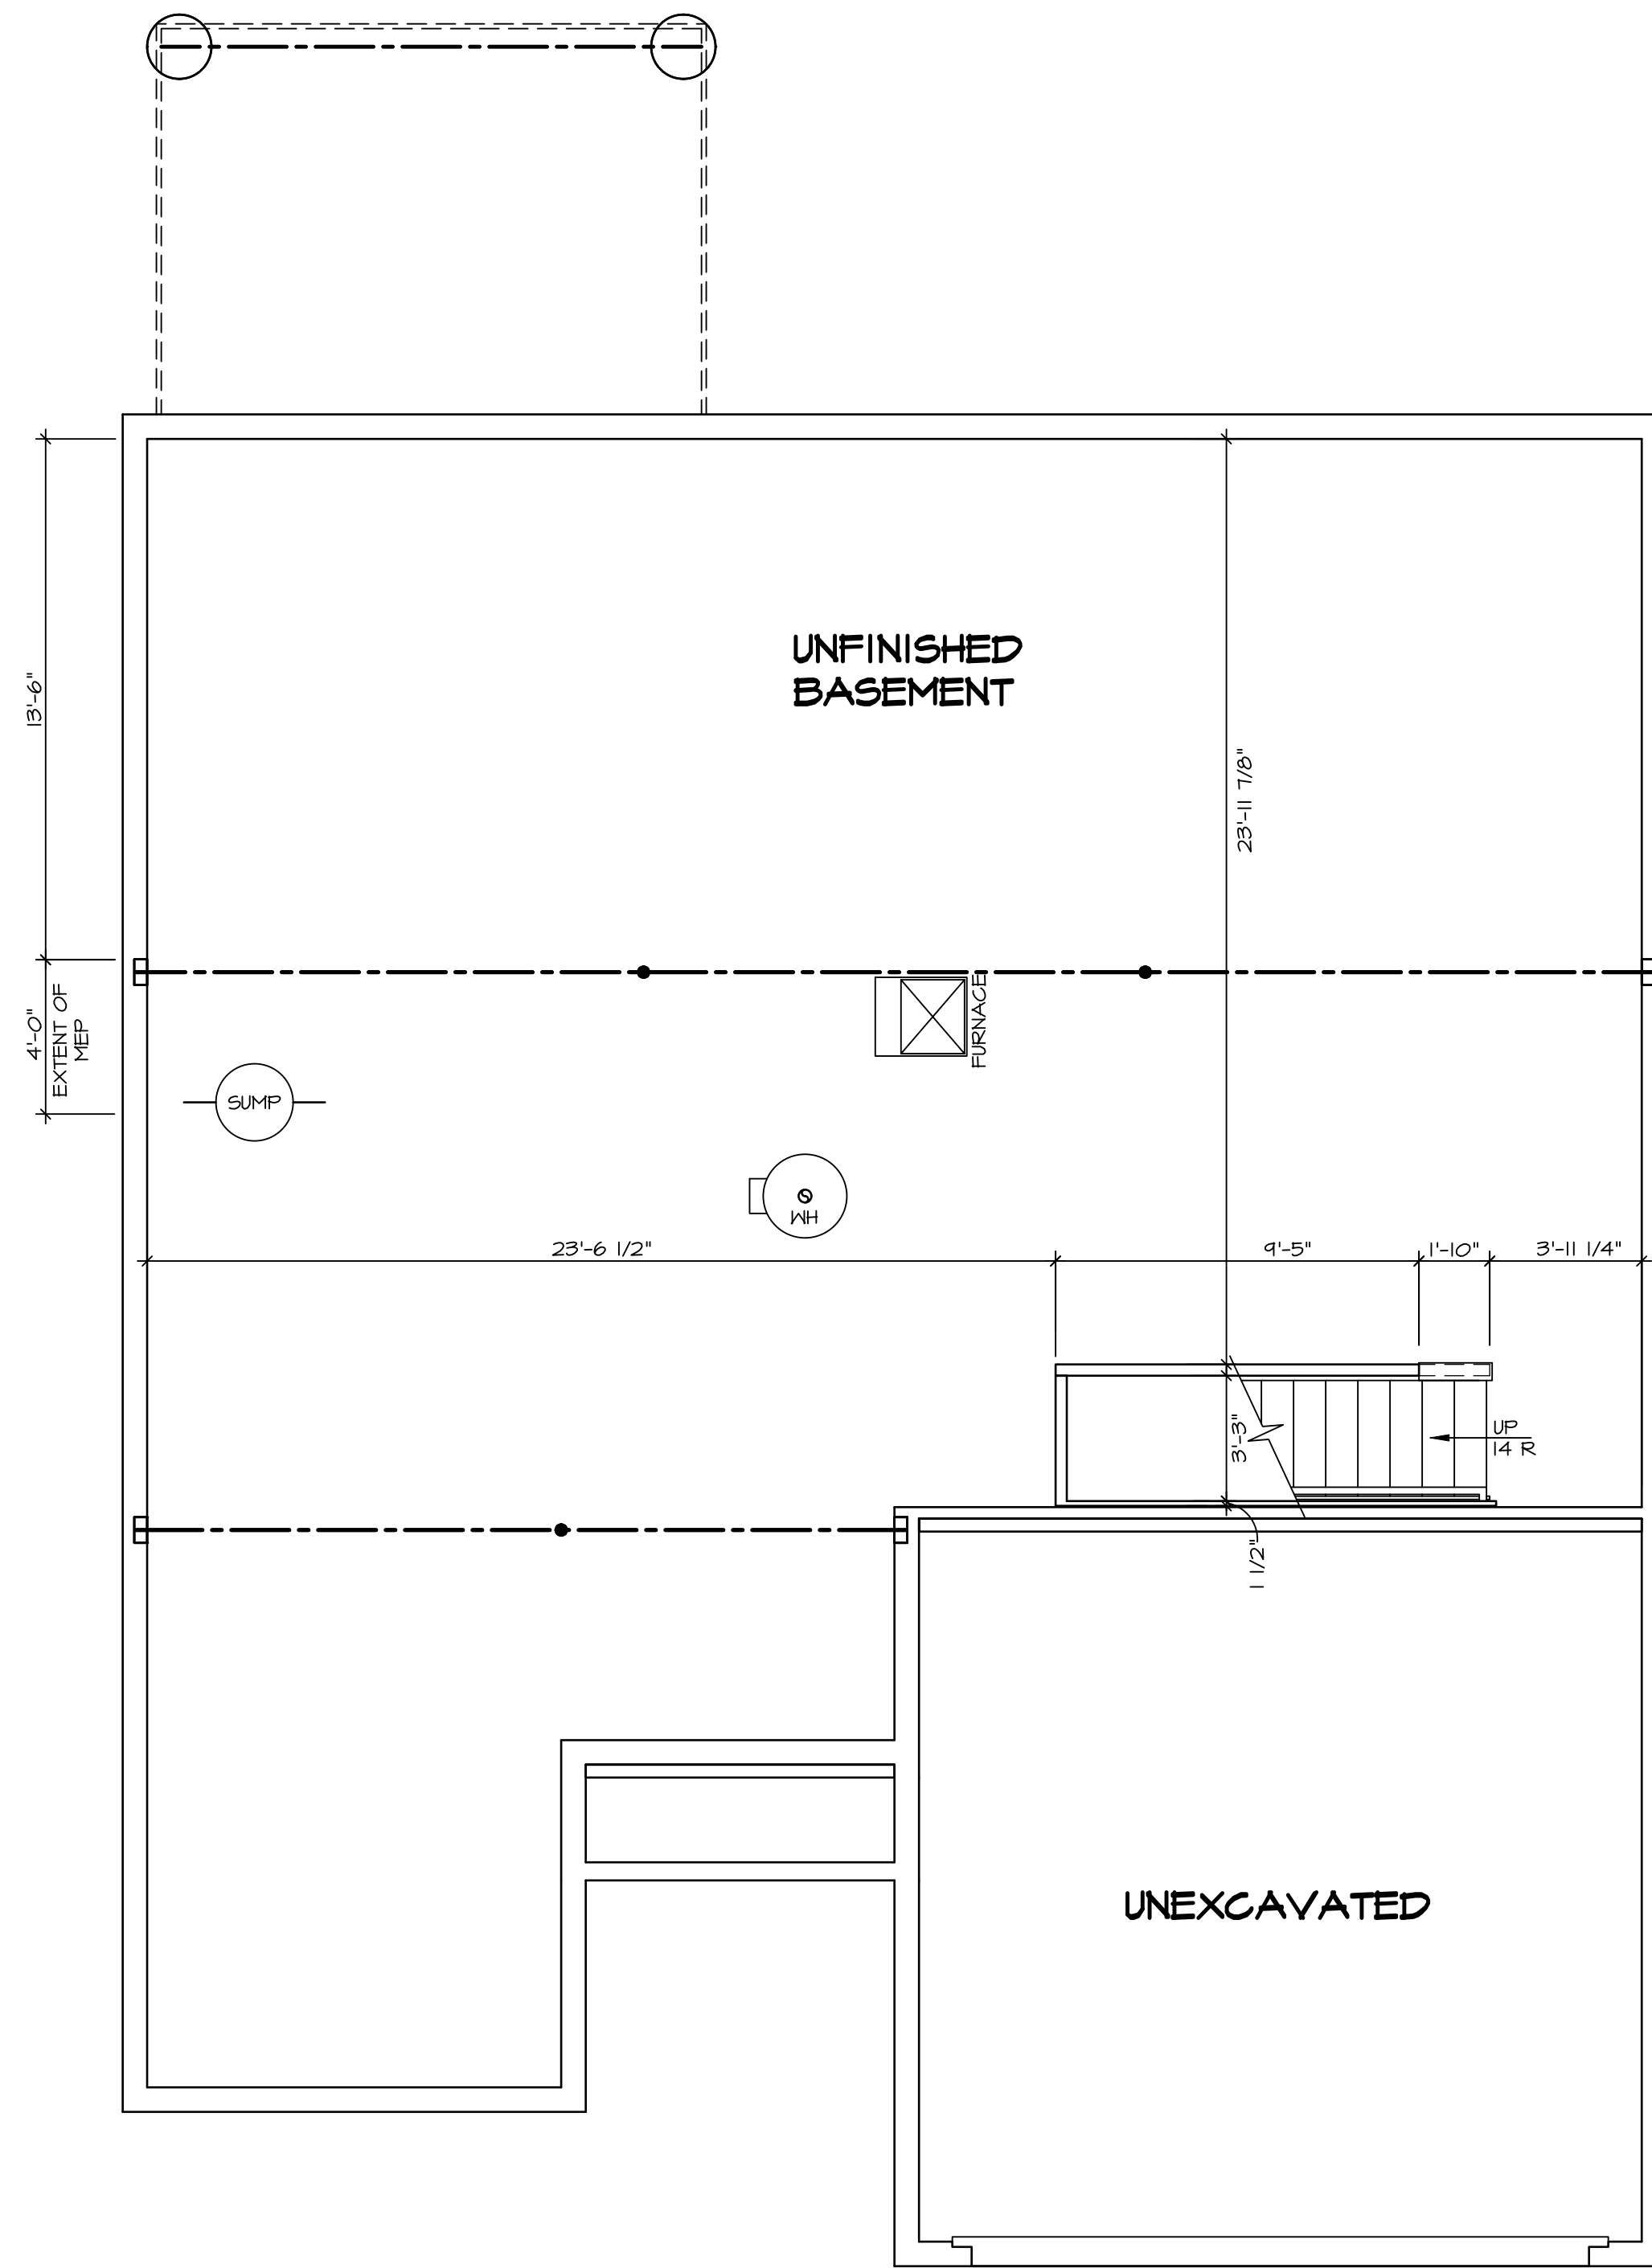 UNFINISHED
BASEMENT
13'-6"
23'-11 7/8"
4'-0"
EXTENT OF
MEP
FURNACE
SUMP
WH
23'-6 1/2"
9'-5"
1'-10"
3'-11 1/4"
3'-3"
UP
14 R
1 1/2"
UNEXCAVATED